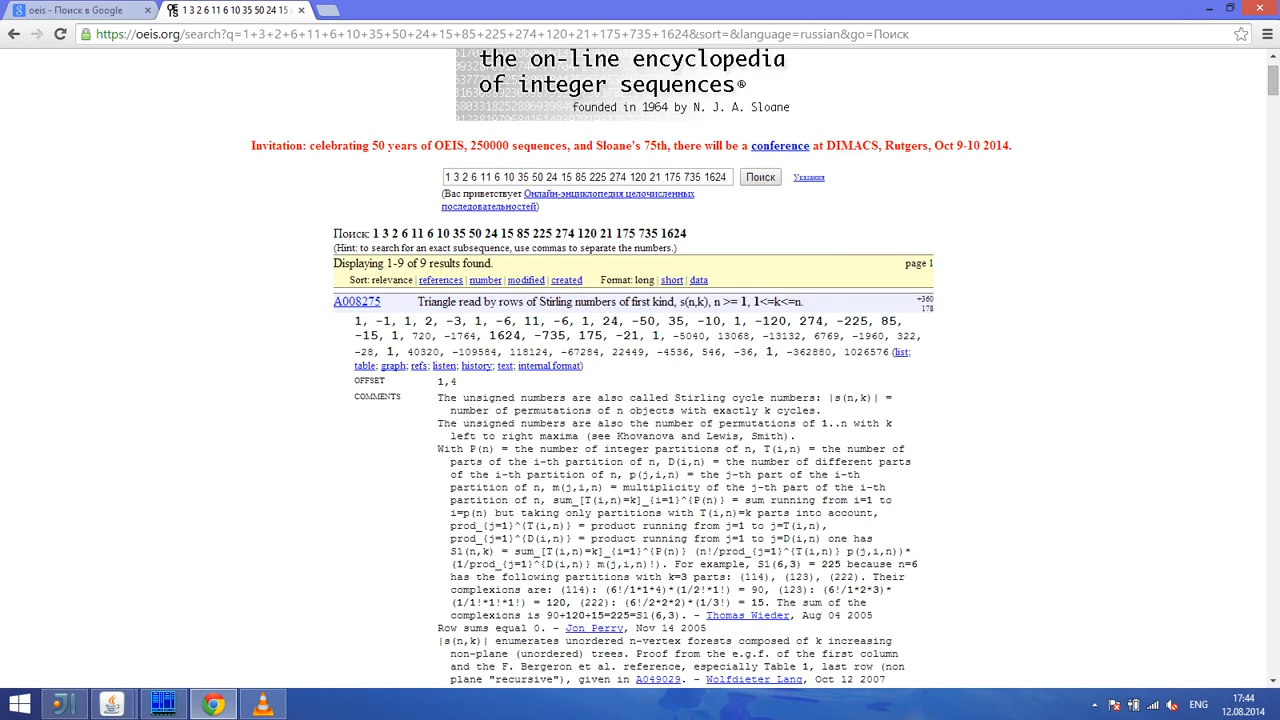 oeis - Поиск в Google
OE IS 1 3 2 6 11 6 10 35 50 24 15
https://oeis.org/search?q=1+3+2+6+11+6+10+35+50+24+15+85+225+274+120+21+175+735+1624&sort=&language=russian&go=Поиск
the on-line encyclopedia
of integer sequences®
founded in 1964 by N. J. A. Sloane
Invitation: celebrating 50 years of OEIS, 250000 sequences, and Sloane's 75th, there will be a conference at DIMACS, Rutgers, Oct 9-10 2014.
1 3 2 6 11 6 10 35 50 24 15 85 225 274 120 21 175 735 1624 Поиск Указания
(Вас приветствует Онлайн-энциклопедия целочисленных
последовательностей)
Поиск: 1 3 2 6 11 6 10 35 50 24 15 85 225 274 120 21 175 735 1624
(Hint: to search for an exact subsequence, use commas to separate the numbers.)
Displaying 1-9 of 9 results found. page 1
Sort: relevance | references | number | modified | created Format: long | short | data
A008275 Triangle read by rows of Stirling numbers of first kind, s(n,k), n >= 1, 1<=k<=n. +360
178
1, -1, 1, 2, -3, 1, -6, 11, -6, 1, 24, -50, 35, -10, 1, -120, 274, -225, 85,
-15, 1, 720, -1764, 1624, -735, 175, -21, 1, -5040, 13068, -13132, 6769, -1960, 322,
-28, 1, 40320, -109584, 118124, -67284, 22449, -4536, 546, -36, 1, -362880, 1026576 (list;
table; graph; refs; listen; history; text; internal format)
OFFSET 1,4
COMMENTS The unsigned numbers are also called Stirling cycle numbers: |s(n,k)| =
number of permutations of n objects with exactly k cycles.
The unsigned numbers are also the number of permutations of 1..n with k
left to right maxima (see Khovanova and Lewis, Smith).
With P(n) = the number of integer partitions of n, T(i,n) = the number of
parts of the i-th partition of n, D(i,n) = the number of different parts
of the i-th partition of n, p(j,i,n) = the j-th part of the i-th
partition of n, m(j,i,n) = multiplicity of the j-th part of the i-th
partition of n, sum_[T(i,n)=k]_{i=1}^{P(n)} = sum running from i=1 to
i=p(n) but taking only partitions with T(i,n)=k parts into account,
prod_{j=1}^{T(i,n)} = product running from j=1 to j=T(i,n),
prod_{j=1}^{D(i,n)} = product running from j=1 to j=D(i,n) one has
S1(n,k) = sum_[T(i,n)=k]_{i=1}^{P(n)} (n!/prod_{j=1}^{T(i,n)} p(j,i,n))*
(1/prod_{j=1}^{D(i,n)} m(j,i,n)!). For example, S1(6,3) = 225 because n=6
has the following partitions with k=3 parts: (114), (123), (222). Their
complexions are: (114): (6!/1*1*4)*(1/2!*1!) = 90, (123): (6!/1*2*3)*
(1/1!*1!*1!) = 120, (222): (6!/2*2*2)*(1/3!) = 15. The sum of the
complexions is 90+120+15=225=S1(6,3). - Thomas Wieder, Aug 04 2005
Row sums equal 0. - Jon Perry, Nov 14 2005
|s(n,k)| enumerates unordered n-vertex forests composed of k increasing
non-plane (unordered) trees. Proof from the e.g.f. of the first column
and the F. Bergeron et al. reference, especially Table 1, last row (non
plane "recursive"), given in A049029. - Wolfdieter Lang, Oct 12 2007
ENG
17:44
12.08.2014